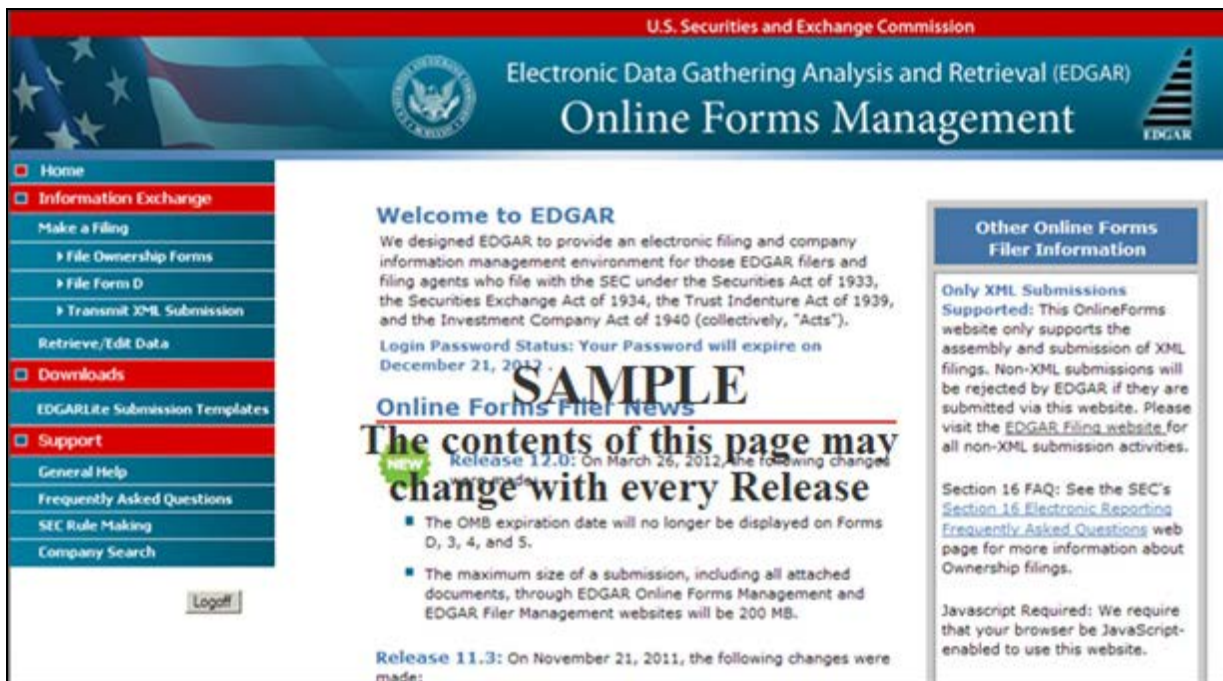 U.S. Securities and Exchange Commission
Electronic Data Gathering Analysis and Retrieval (EDGAR)
Online Forms Management
EDGAR
Home
Information Exchange
Make a Filing
File Ownership Forms
File Form D
Transmit XML Submission
Retrieve/Edit Data
Downloads
EDGARLite Submission Templates
Support
General Help
Frequently Asked Questions
SEC Rule Making
Company Search
Logoff
Welcome to EDGAR
We designed EDGAR to provide an electronic filing and company
information management environment for those EDGAR filers and
filing agents who file with the SEC under the Securities Act of 1933,
the Securities Exchange Act of 1934, the Trust Indenture Act of 1939,
and the Investment Company Act of 1940 (collectively, "Acts").
Login Password Status: Your Password will expire on
December 21, 2012 .
SAMPLE
Online Forms Filer News
The contents of this page may
change with every Release
NEW
Release 12.0: On March 26, 2012, the following changes
were made:
The OMB expiration date will no longer be displayed on Forms
D, 3, 4, and 5.
The maximum size of a submission, including all attached
documents, through EDGAR Online Forms Management and
EDGAR Filer Management websites will be 200 MB.
Release 11.3: On November 21, 2011, the following changes were
made:
Other Online Forms
Filer Information
Only XML Submissions
Supported: This OnlineForms
website only supports the
assembly and submission of XML
filings. Non-XML submissions will
be rejected by EDGAR if they are
submitted via this website. Please
visit the EDGAR Filing website for
all non-XML submission activities.
Section 16 FAQ: See the SEC's
Section 16 Electronic Reporting
Frequently Asked Questions web
page for more information about
Ownership filings.
Javascript Required: We require
that your browser be JavaScript-
enabled to use this website.